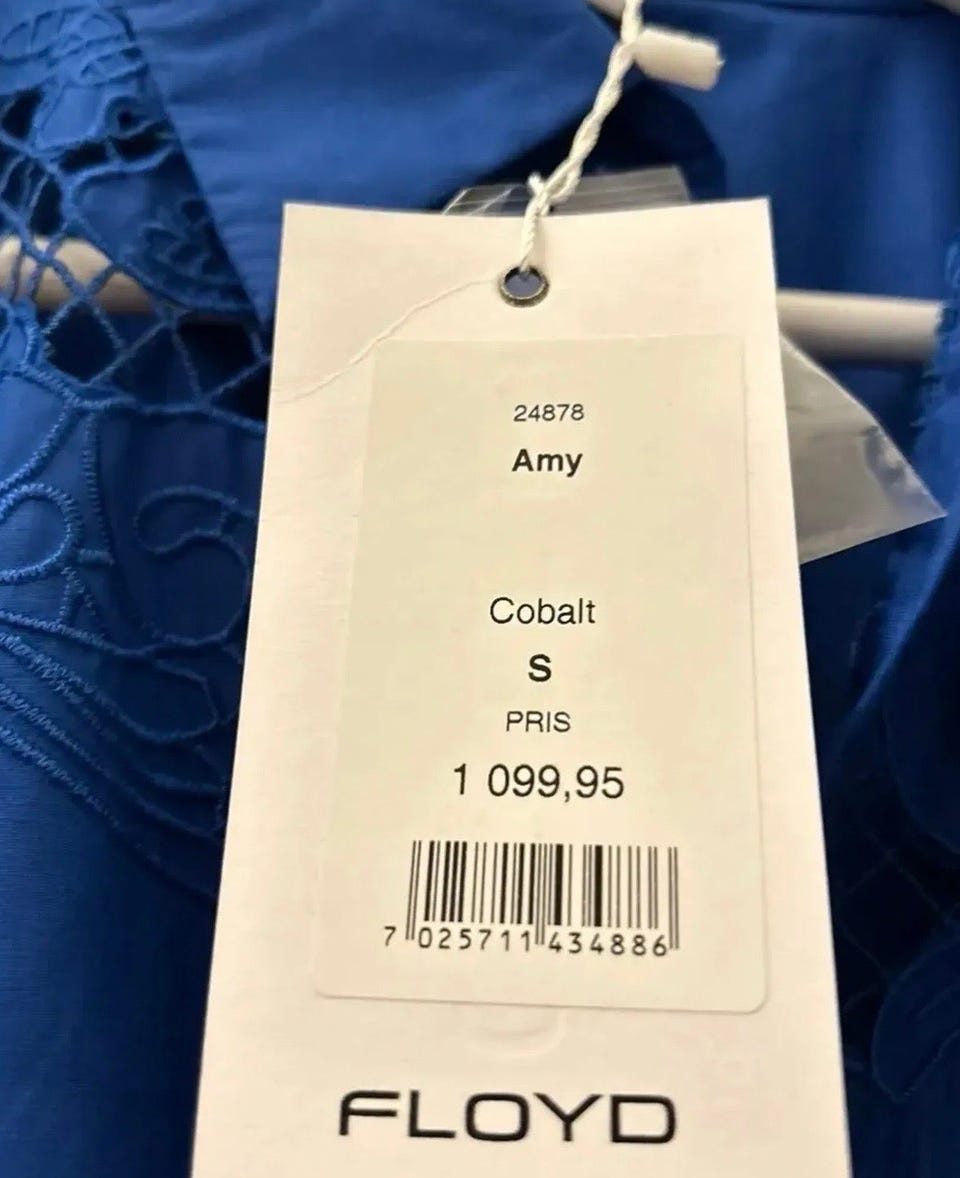 24878
Amy
Cobalt
S
PRIS
1 099,95
7 025711 434886
FLOYD